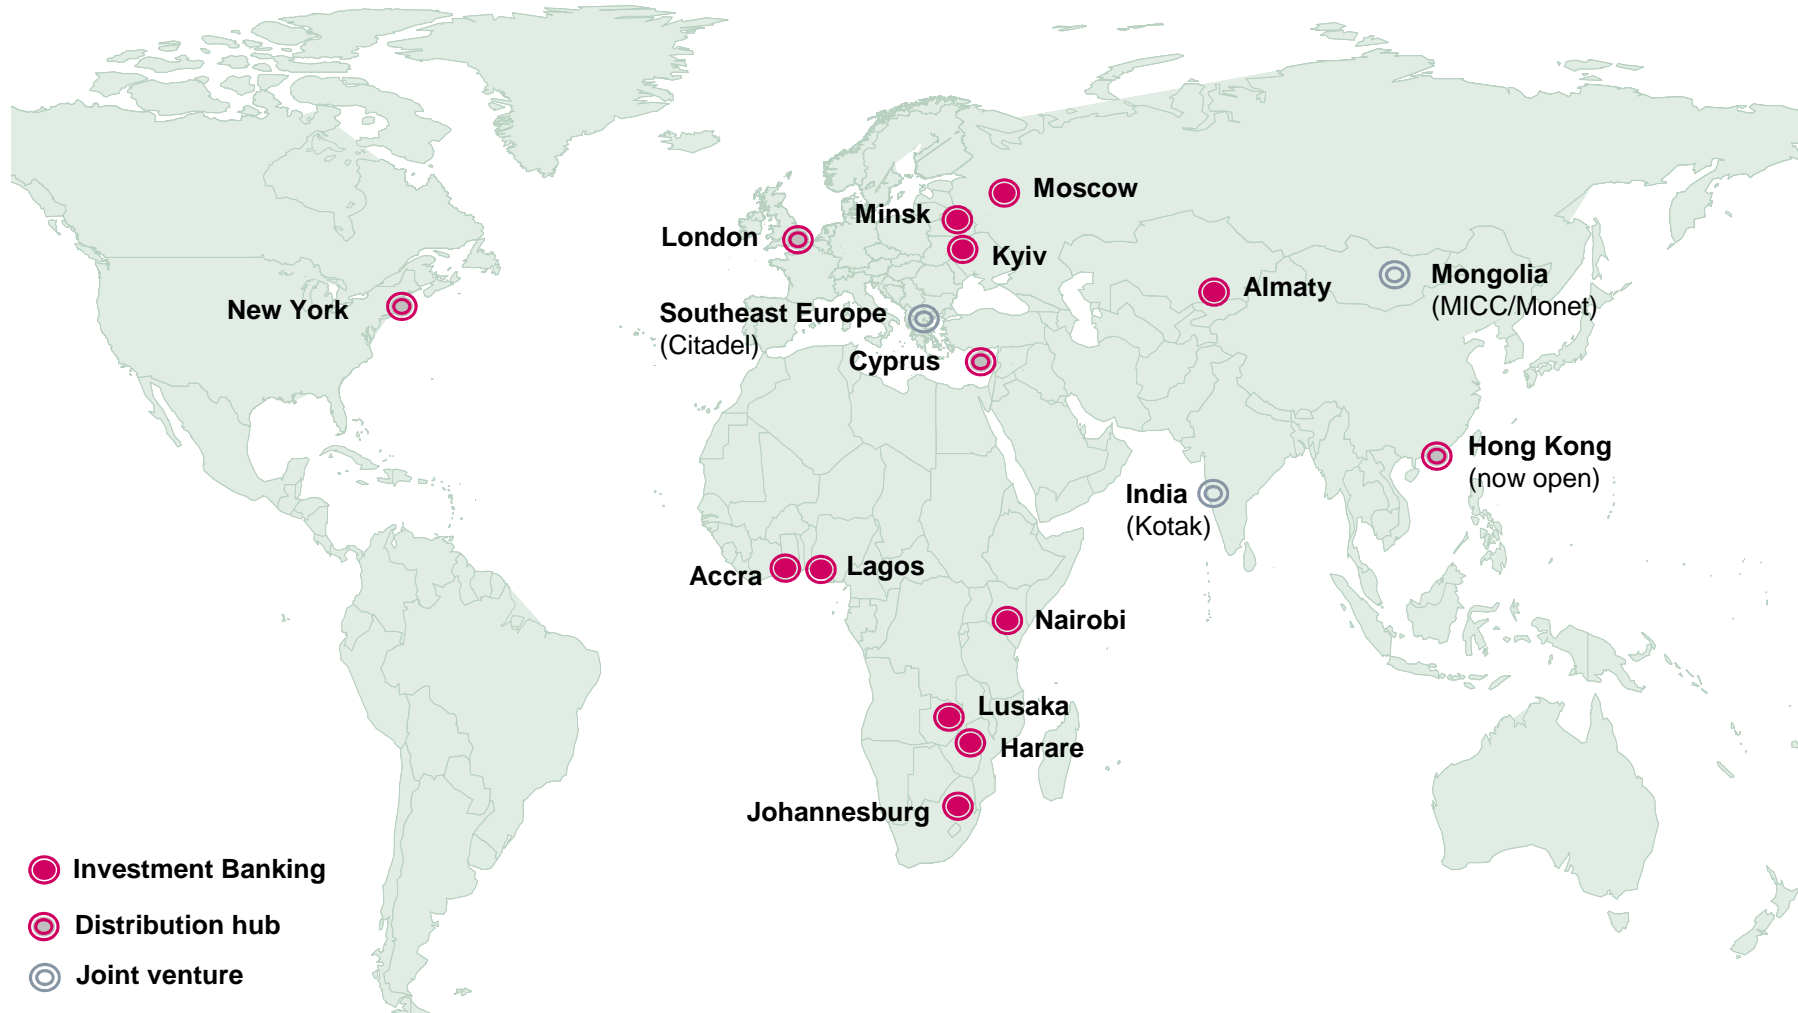 Moscow
Minsk
London
Kyiv
Mongolia
(MICC/Monet)
Almaty
New York
Southeast Europe
(Citadel)
Cyprus
Hong Kong
(now open)
India
(Kotak)
Accra
Lagos
Nairobi
Lusaka
Harare
Johannesburg
Investment Banking
Distribution hub
Joint venture